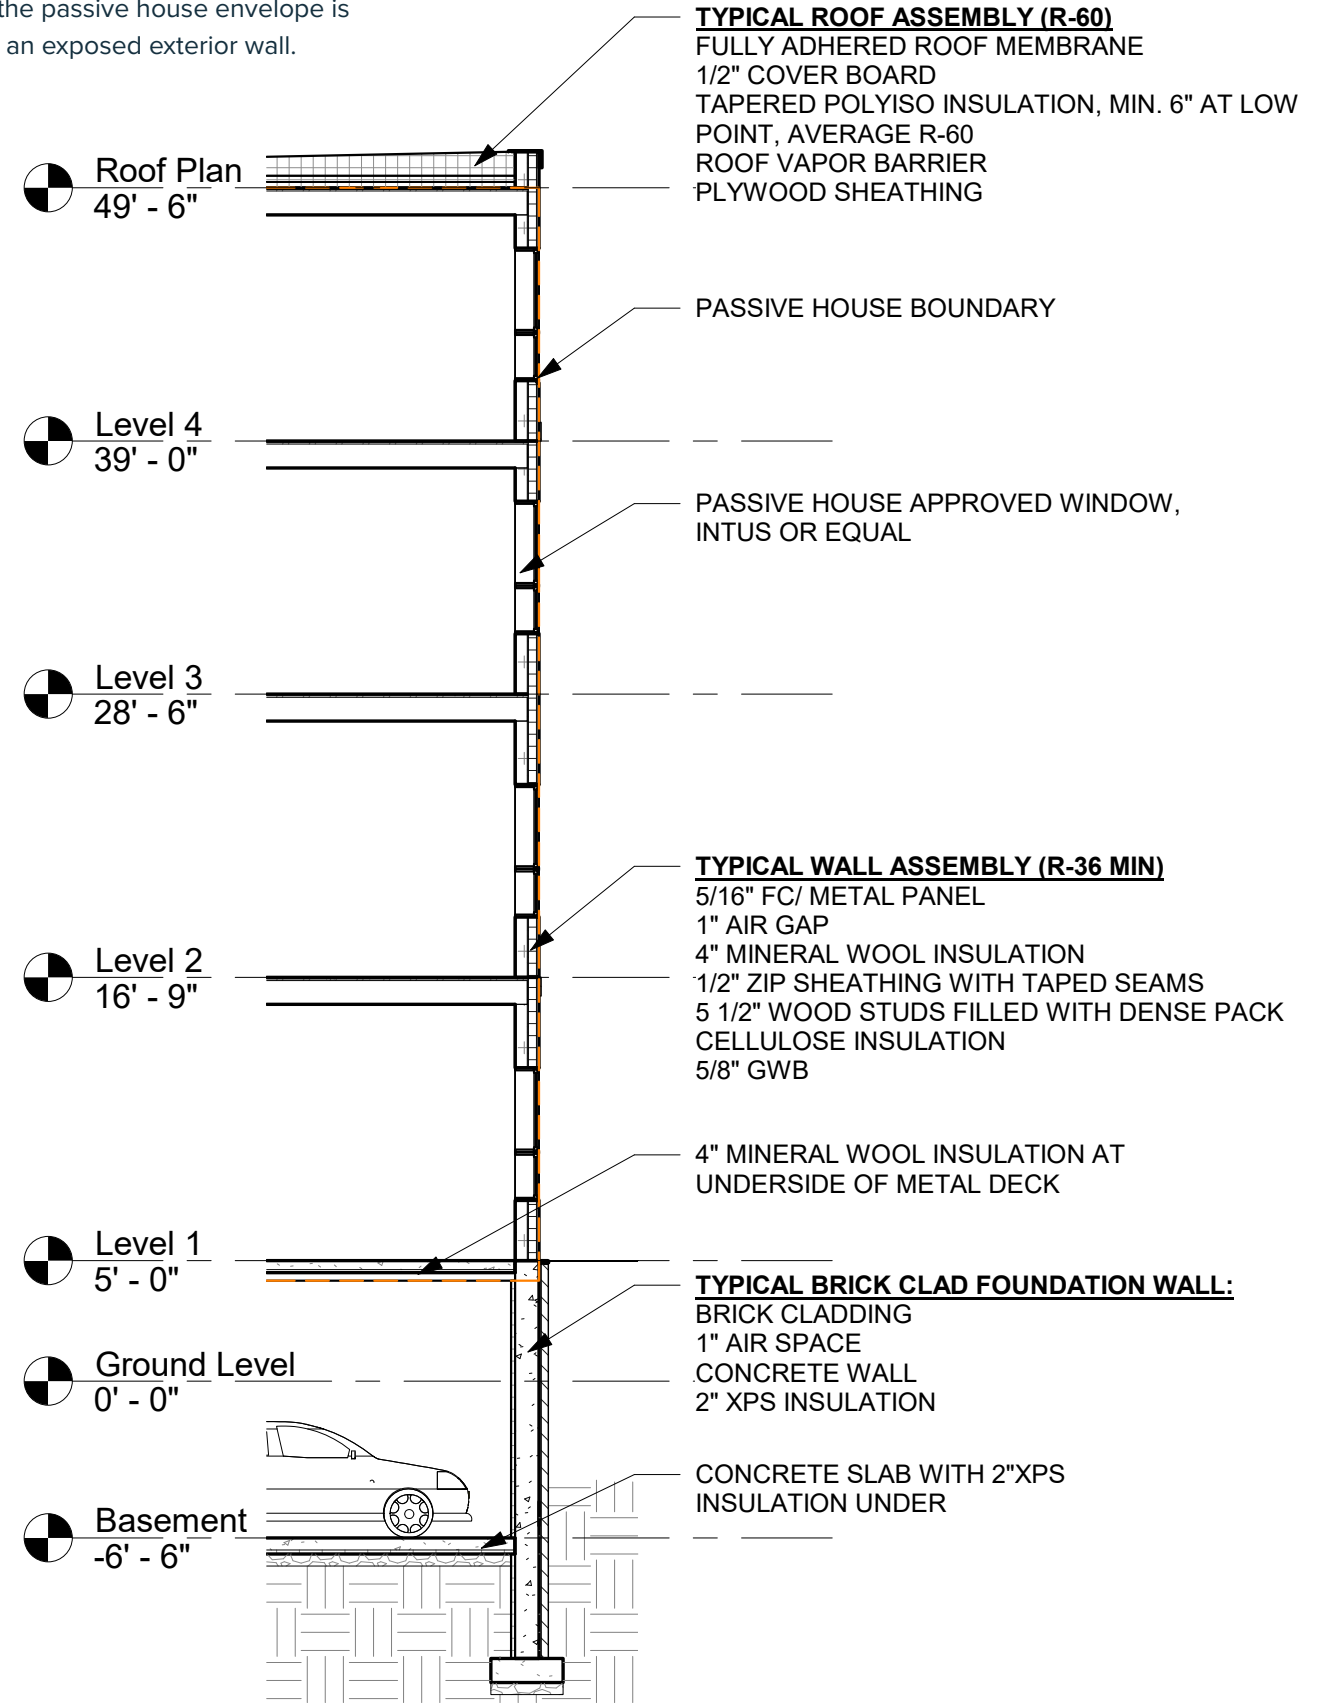 the passive house envelope is
an exposed exterior wall.
TYPICAL ROOF ASSEMBLY (R-60)
FULLY ADHERED ROOF MEMBRANE
1/2" COVER BOARD
TAPERED POLYISO INSULATION, MIN. 6" AT LOW
POINT, AVERAGE R-60
ROOF VAPOR BARRIER
PLYWOOD SHEATHING
Roof Plan
49' - 6"
PASSIVE HOUSE BOUNDARY
Level 4
39' - 0"
PASSIVE HOUSE APPROVED WINDOW,
INTUS OR EQUAL
Level 3
28' - 6"
TYPICAL WALL ASSEMBLY (R-36 MIN)
5/16" FC/ METAL PANEL
1" AIR GAP
4" MINERAL WOOL INSULATION
1/2" ZIP SHEATHING WITH TAPED SEAMS
5 1/2" WOOD STUDS FILLED WITH DENSE PACK
CELLULOSE INSULATION
5/8" GWB
Level 2
16' - 9"
4" MINERAL WOOL INSULATION AT
UNDERSIDE OF METAL DECK
Level 1
5' - 0"
TYPICAL BRICK CLAD FOUNDATION WALL:
BRICK CLADDING
1" AIR SPACE
CONCRETE WALL
2" XPS INSULATION
Ground Level
0' - 0"
CONCRETE SLAB WITH 2"XPS
INSULATION UNDER
Basement
-6' - 6"